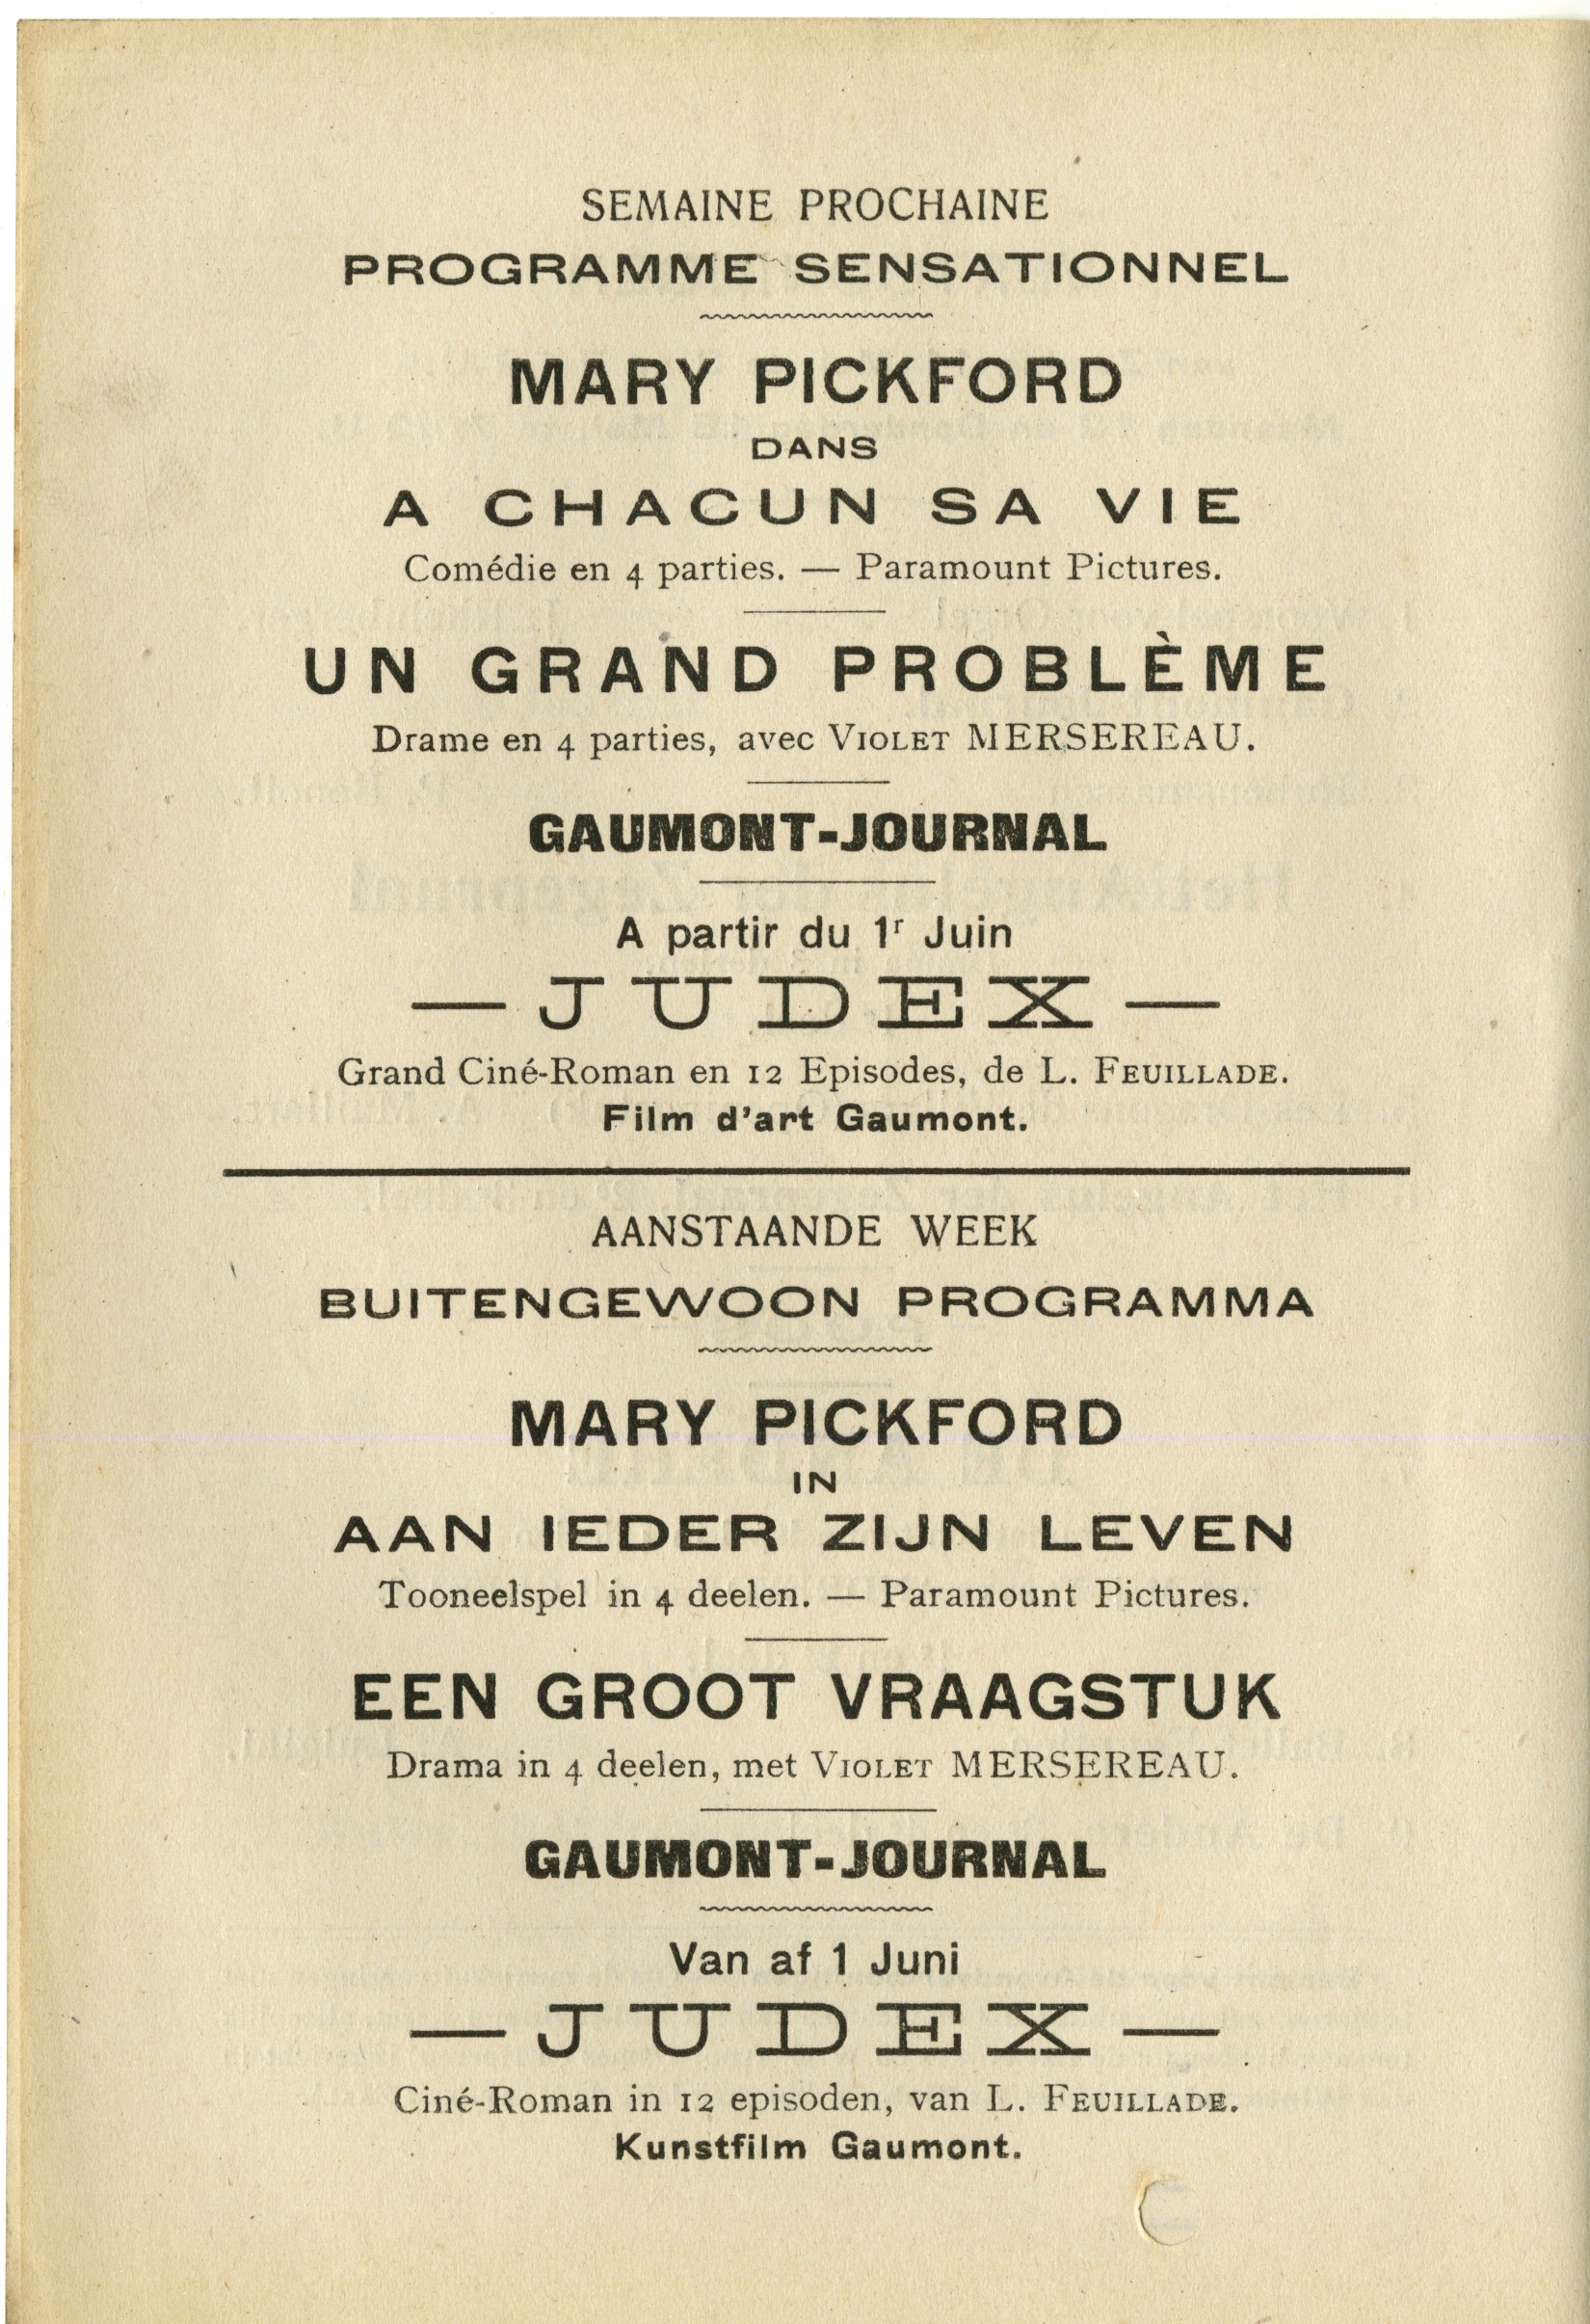 SEMAINE PROCHAINE
PROGRAMME SENSATIONNEL
MARY PICKFORD
DANS
A CHACUN SA VIE
Comédie en 4 parties. — Paramount Pictures.
UN GRAND PROBLÈME
Drame en 4 parties, avec VIOLET MERSEREAU.
GAUMONT-JOURNAL
A partir du 1r Juin
— JUDEX —
Grand Ciné-Roman en 12 Episodes, de L. FEUILLADE.
Film d'art Gaumont.
AANSTAANDE WEEK
BUITENGEWOON PROGRAMMA
MARY PICKFORD
IN
AAN IEDER ZIJN LEVEN
Tooneelspel in 4 deelen. — Paramount Pictures.
EEN GROOT VRAAGSTUK
Drama in 4 deelen, met VIOLET MERSEREAU.
GAUMONT-JOURNAL
Van af 1 Juni
— JUDEX —
Ciné-Roman in 12 episoden, van L. FEUILLADE.
Kunstfilm Gaumont.